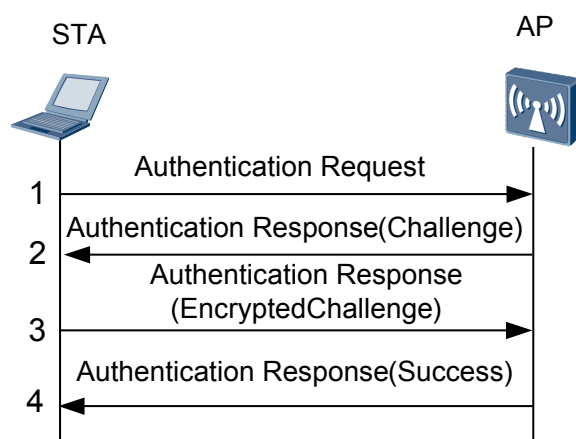 STA
AP
Authentication Request
1
Authentication Response(Challenge)
2
Authentication Response
(EncryptedChallenge)
3
Authentication Response(Success)
4